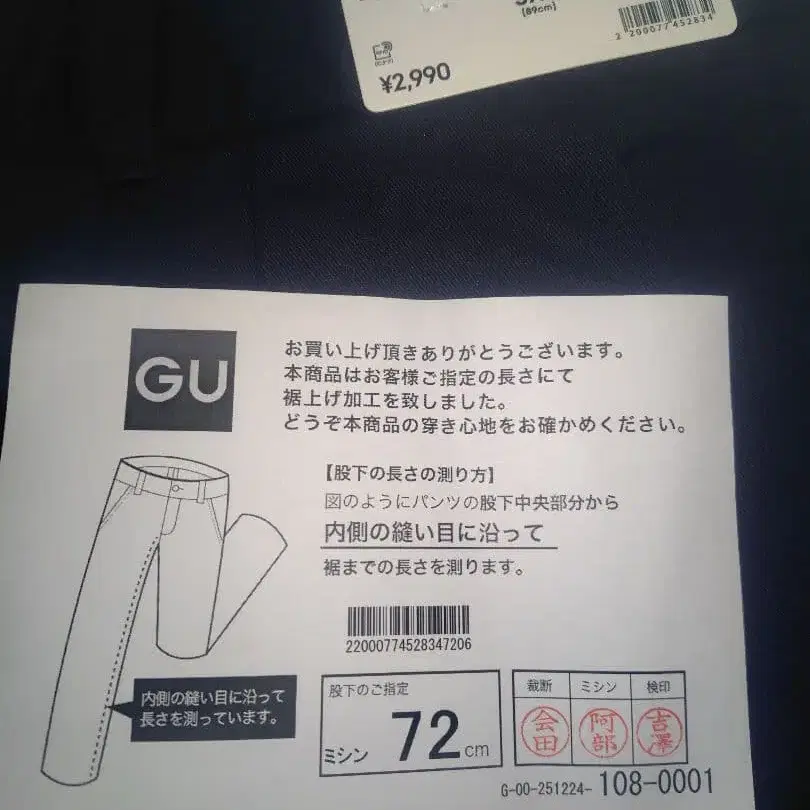 (89cm)
¥2,990
2 200077 452834
GU
お買い上げ頂きありがとうございます。
本商品はお客様ご指定の長さにて
裾上げ加工を致しました。
どうぞ本商品の穿き心地をお確かめください。
【股下の長さの測り方】
図のようにパンツの股下中央部分から
内側の縫い目に沿って
裾までの長さを測ります。
22000774528347206
内側の縫い目に沿って
長さを測っています。
股下のご指定
ミシン 72cm
裁断 ミシン 検印
会田 阿部 吉澤
G-00-251224-108-0001